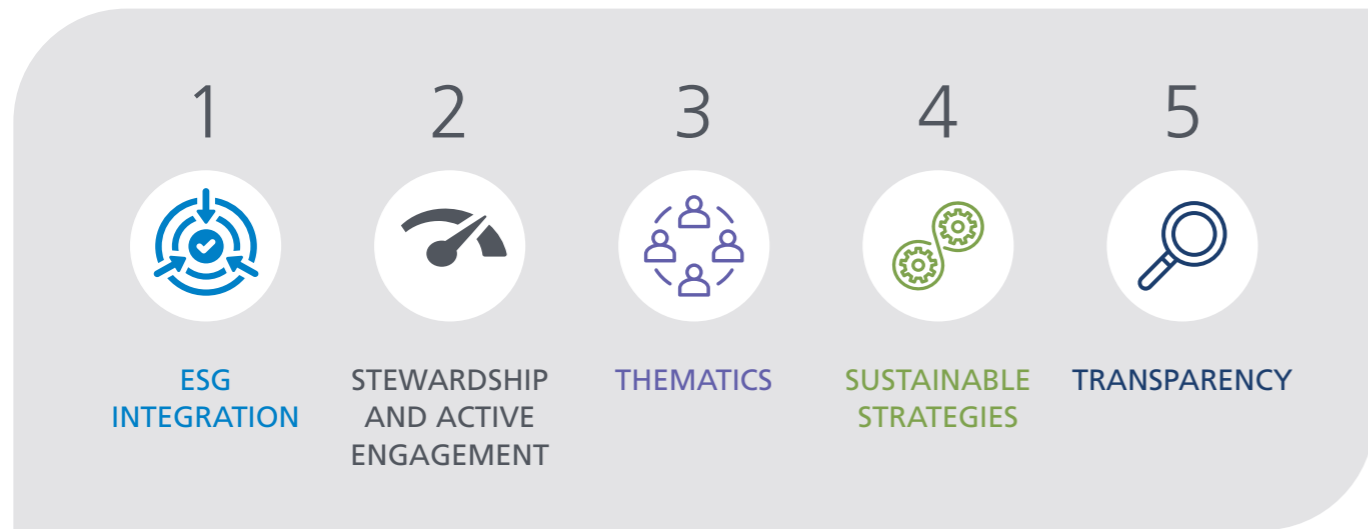 1
2
3
4
5
ESG
INTEGRATION
STEWARDSHIP
AND ACTIVE
ENGAGEMENT
THEMATICS
SUSTAINABLE
STRATEGIES
TRANSPARENCY